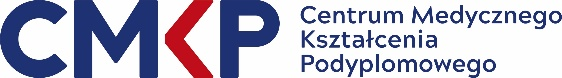 CMKP
Centrum Medycznego
Kształcenia
Podyplomowego